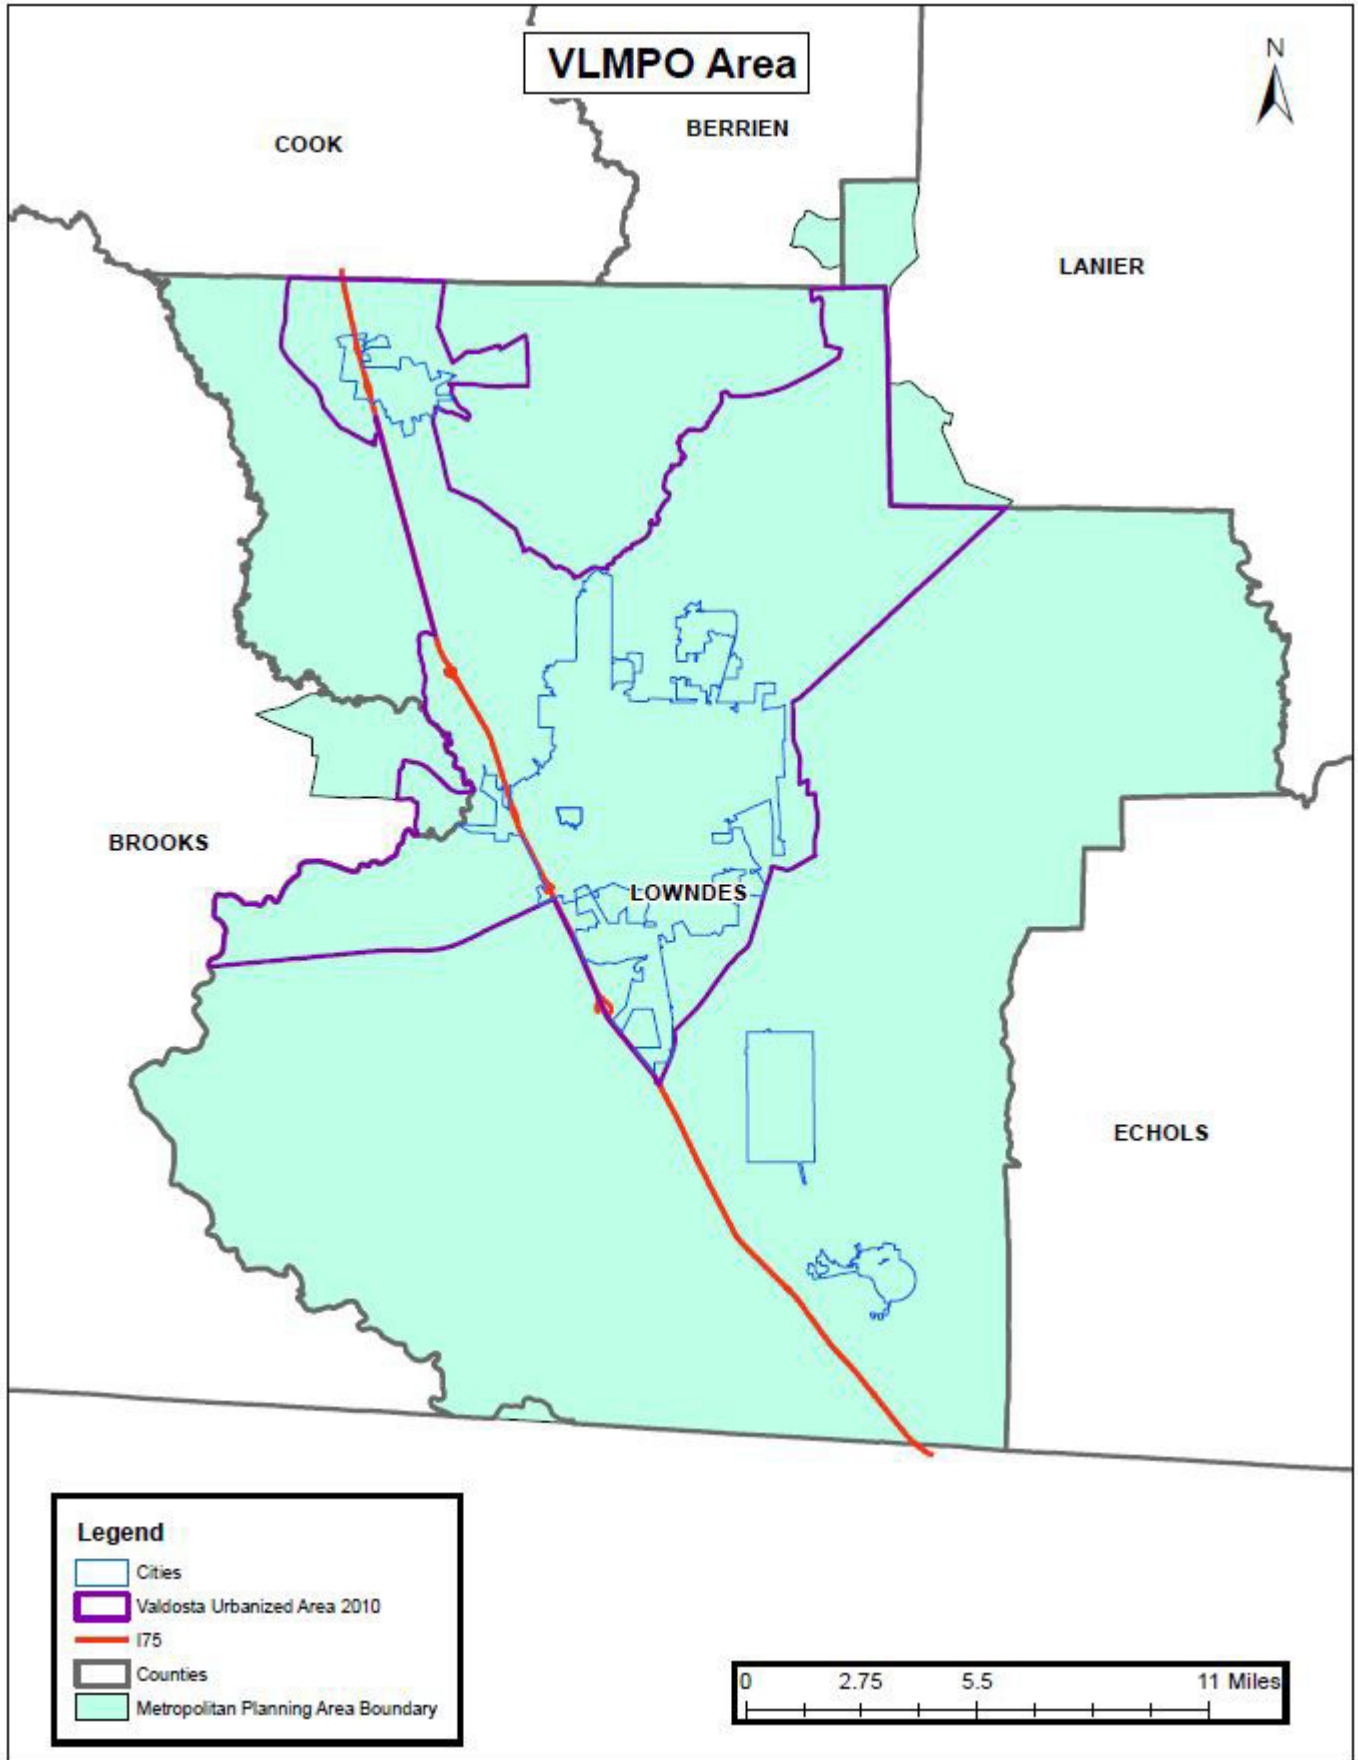 VLMPO Area
N
BERRIEN
COOK
LANIER
BROOKS
LOWNDES
ECHOLS
Legend
Cities
Valdosta Urbanized Area 2010
I75
Counties
Metropolitan Planning Area Boundary
0 2.75 5.5 11 Miles